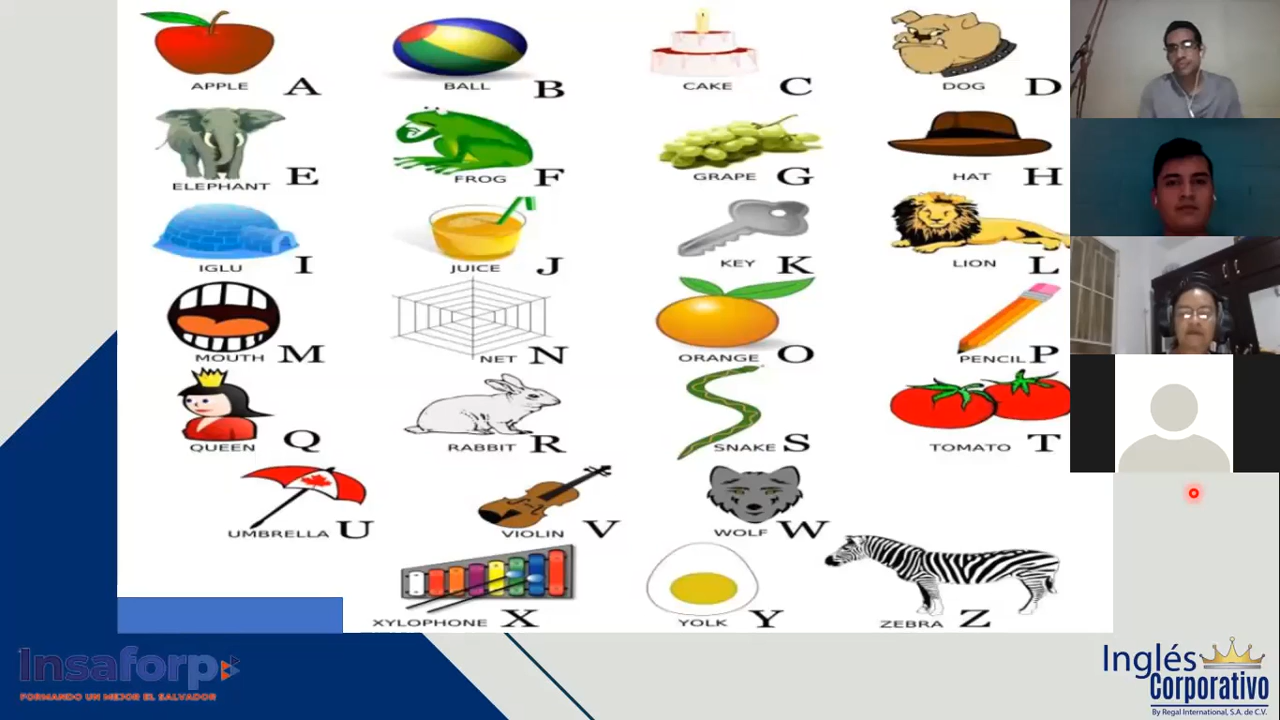 APPLE A
BALL B
CAKE C
DOG D
ELEPHANT E
FROG F
GRAPE G
HAT H
IGLU I
JUICE J
KEY K
LION L
MOUTH M
NET N
ORANGE O
PENCIL P
QUEEN Q
RABBIT R
SNAKE S
TOMATO T
UMBRELLA U
VIOLIN V
WOLF W
XYLOPHONE X
YOLK Y
ZEBRA Z
Insaforp
FORMANDO UN MEJOR EL SALVADOR
Inglés
Corporativo
By Regal International, S.A. de C.V.